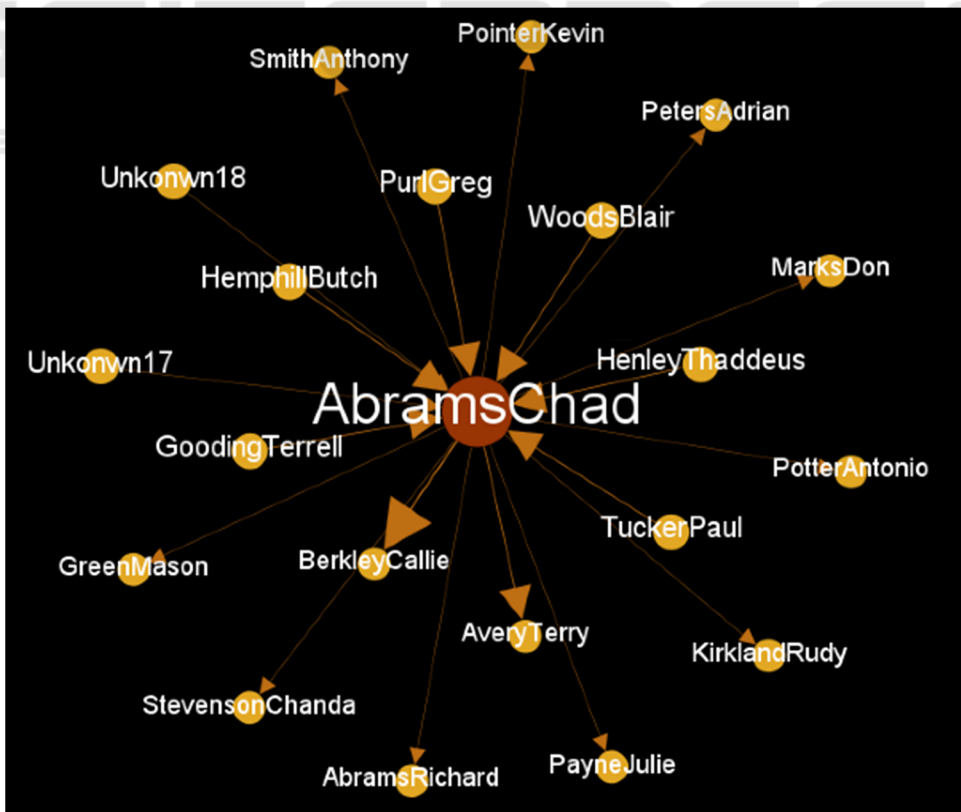 PointerKevin
SmithAnthony
PetersAdrian
Unkonwn18
PurlGreg
WoodsBlair
MarksDon
HemphillButch
Unkonwn17
HenleyThaddeus
AbramsChad
GoodingTerrell
PotterAntonio
TuckerPaul
BerkleyCallie
GreenMason
AveryTerry
KirklandRudy
StevensonChanda
PayneJulie
AbramsRichard